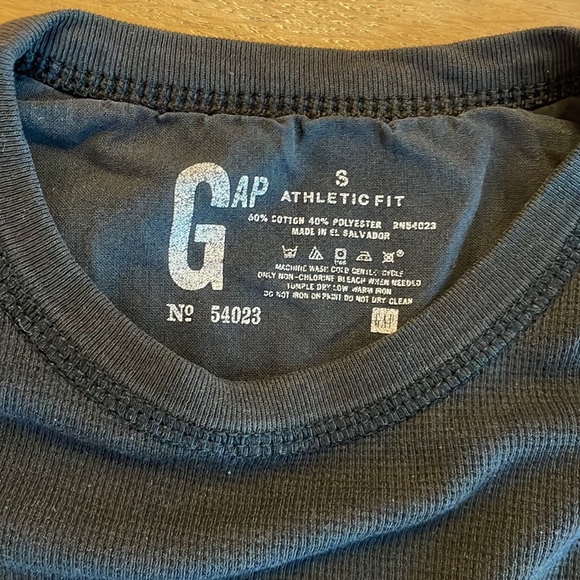 GAP
S
ATHLETIC FIT
60% COTTON 40% POLYESTER RN54023
MADE IN EL SALVADOR
MACHINE WASH COLD GENTLE CYCLE
ONLY NON-CHLORINE BLEACH WHEN NEEDED
TUMBLE DRY LOW WARM IRON
DO NOT IRON ON PRINT DO NOT DRY CLEAN
Nº 54023
GAP